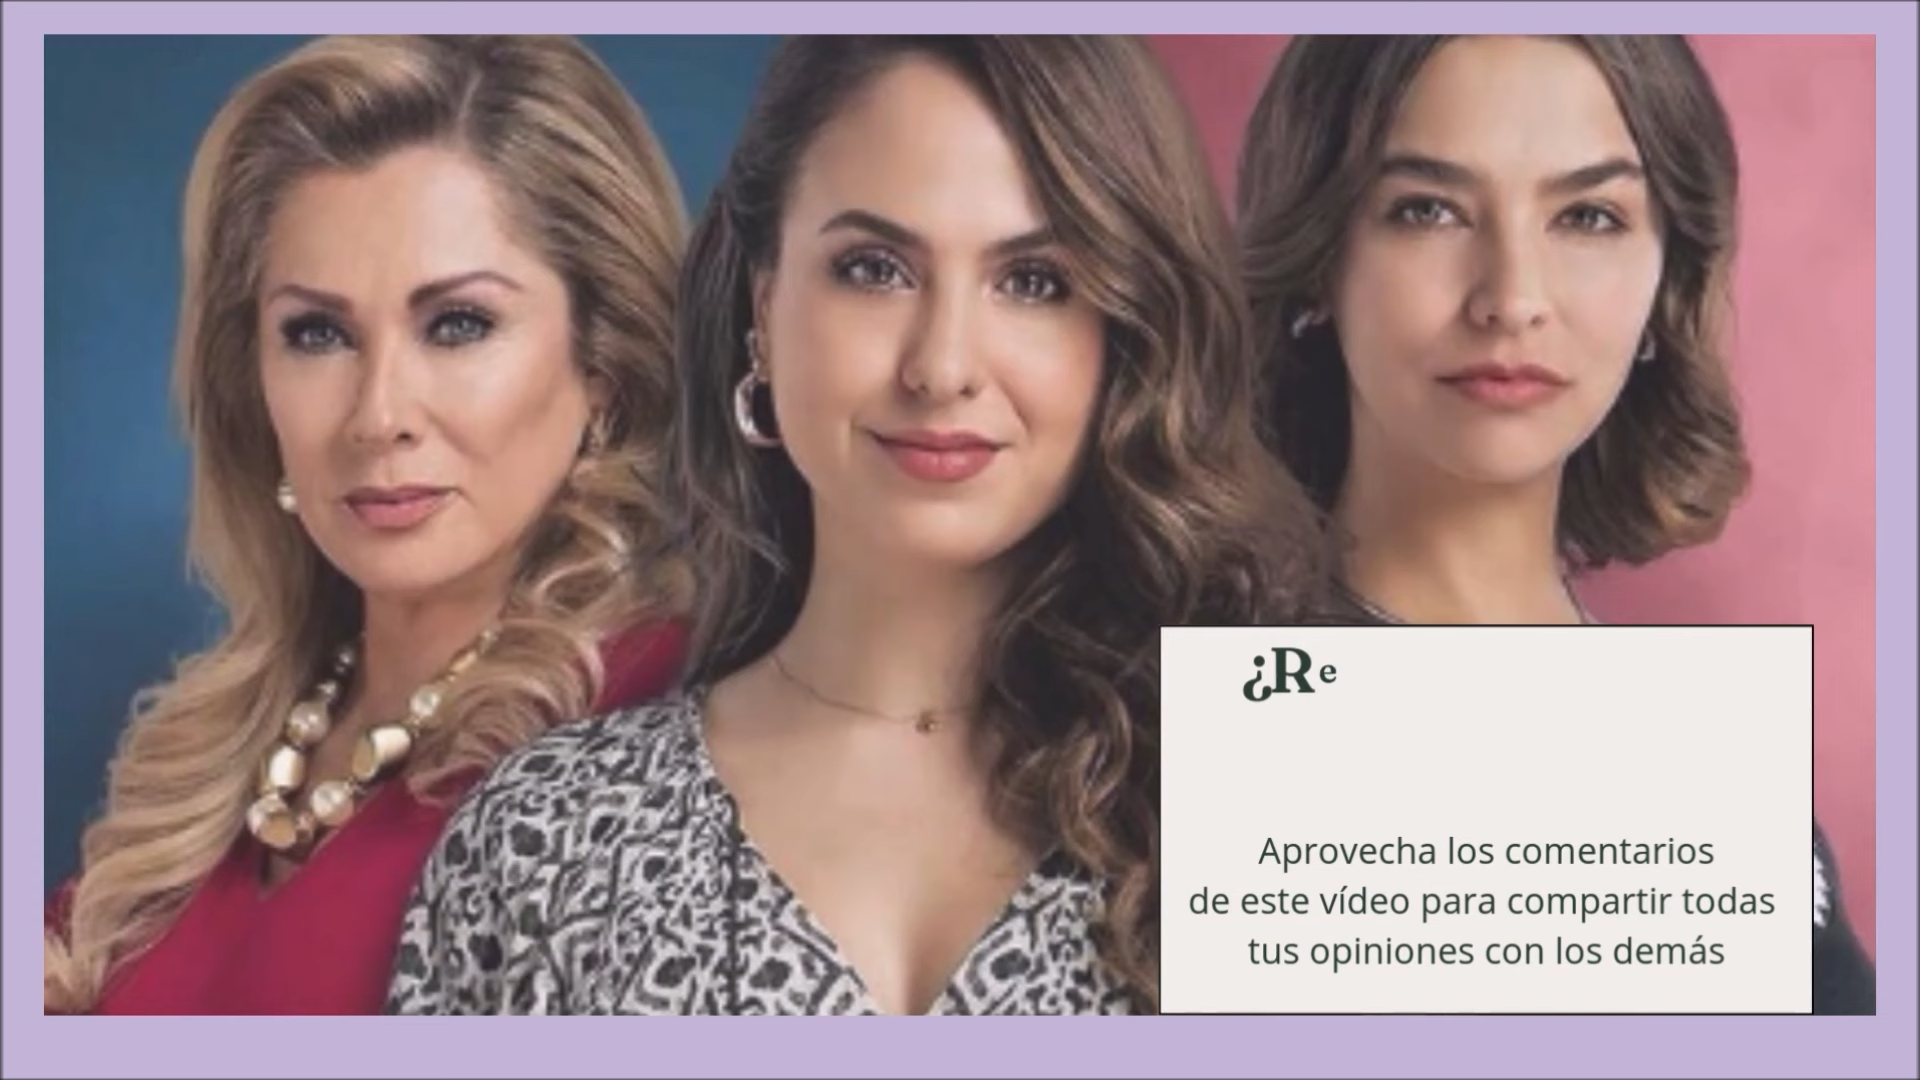 ¿Re
Aprovecha los comentarios
de este vídeo para compartir todas
tus opiniones con los demás